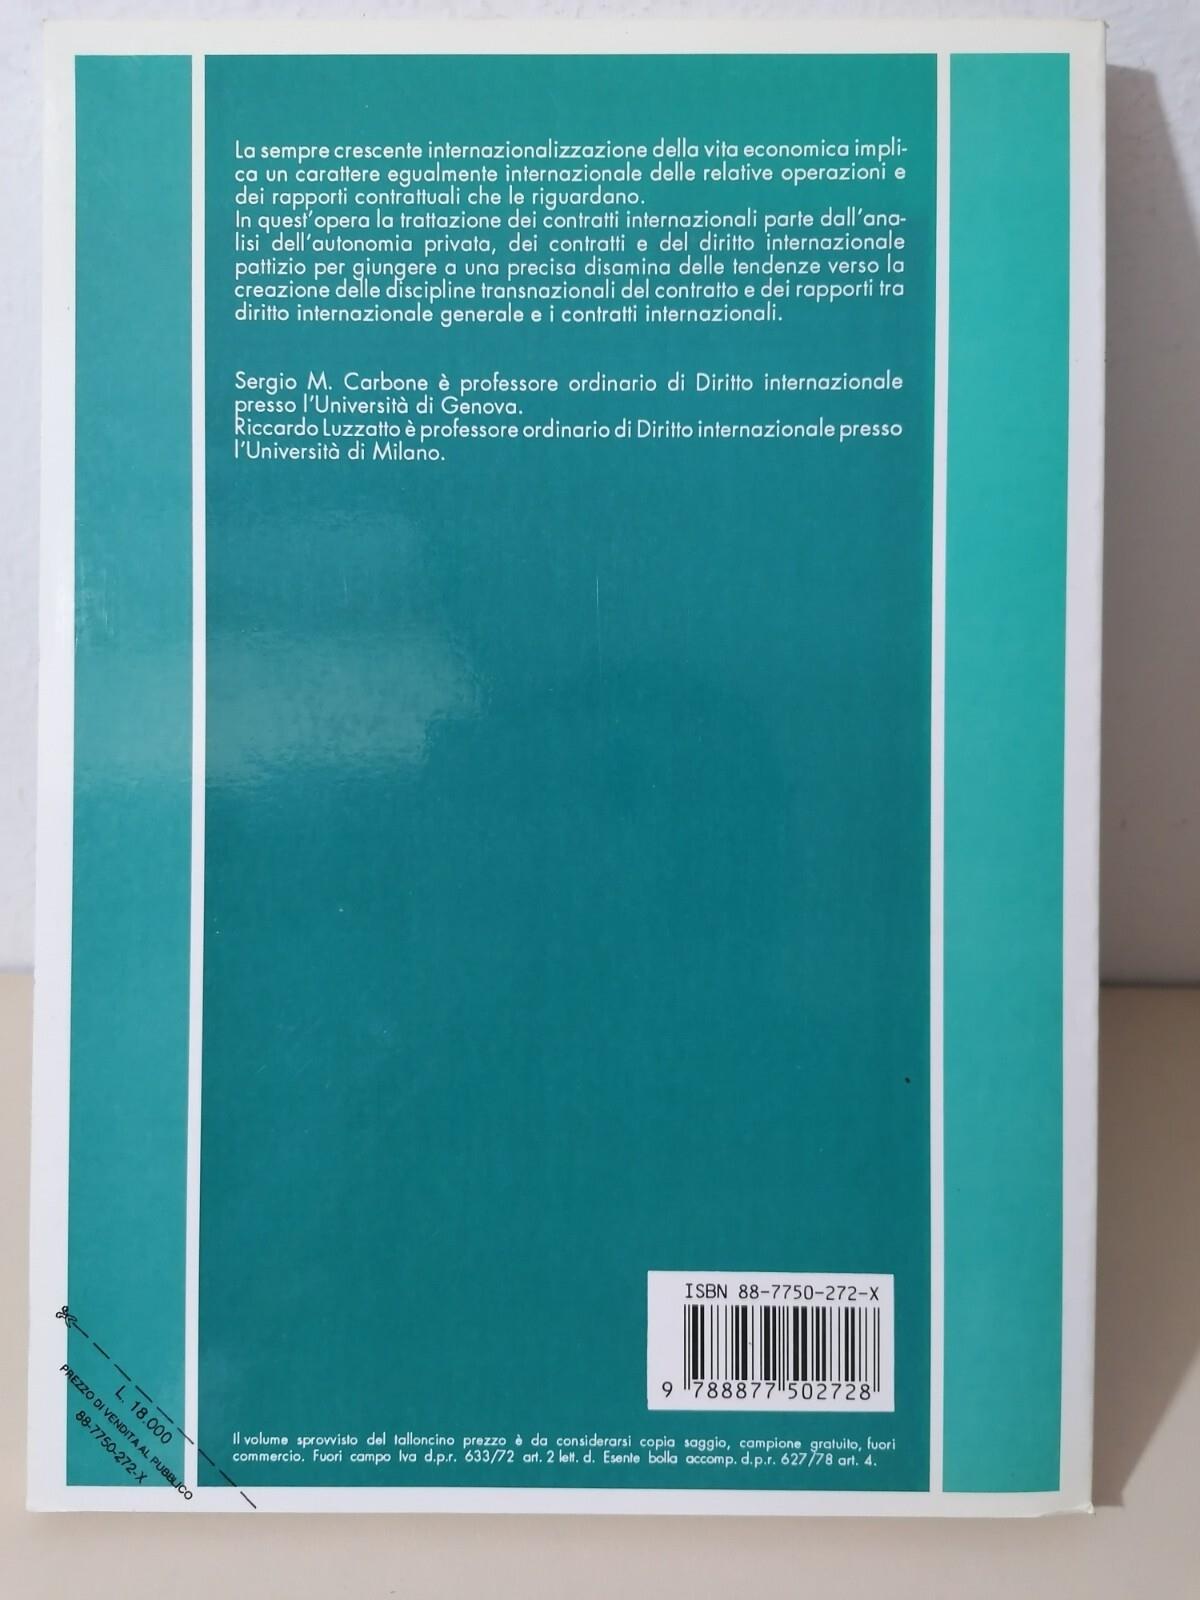 La sempre crescente internazionalizzazione della vita economica impli-
ca un carattere egualmente internazionale delle relative operazioni e
dei rapporti contrattuali che le riguardano.
In quest'opera la trattazione dei contratti internazionali parte dall'ana-
lisi dell'autonomia privata, dei contratti e del diritto internazionale
pattizio per giungere a una precisa disamina delle tendenze verso la
creazione delle discipline transnazionali del contratto e dei rapporti tra
diritto internazionale generale e i contratti internazionali.
Sergio M. Carbone è professore ordinario di Diritto internazionale
presso l'Università di Genova.
Riccardo Luzzatto è professore ordinario di Diritto internazionale presso
l'Università di Milano.
ISBN 88-7750-272-X
9 788877 502728
L. 18.000
PREZZO DI VENDITA AL PUBBLICO
88-7750-272-X
Il volume sprovvisto del talloncino prezzo è da considerarsi copia saggio, campione gratuito, fuori
commercio. Fuori campo Iva d.p.r. 633/72 art. 2 lett. d. Esente bolla accomp. d.p.r. 627/78 art. 4.